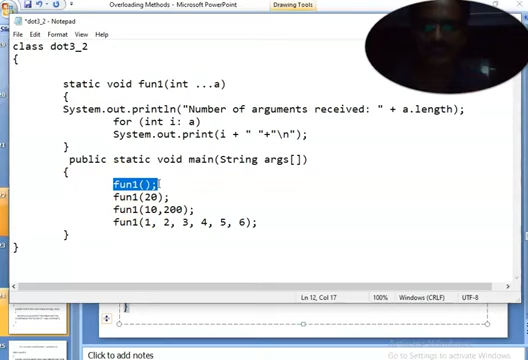 Overloading Methods - Microsoft PowerPoint
Drawing Tools
*dot3_2 - Notepad
File Edit Format View Help
class dot3_2
{
static void fun1(int ...a)
{
System.out.println("Number of arguments received: " + a.length);
for (int i: a)
System.out.print(i + " "+"\n");
}
public static void main(String args[])
{
fun1();
fun1(20);
fun1(10,200);
fun1(1, 2, 3, 4, 5, 6);
}
}
Ln 12, Col 17 100% Windows (CRLF) UTF-8
}
Activate Windows
Go to Settings to activate Windows.
Click to add notes